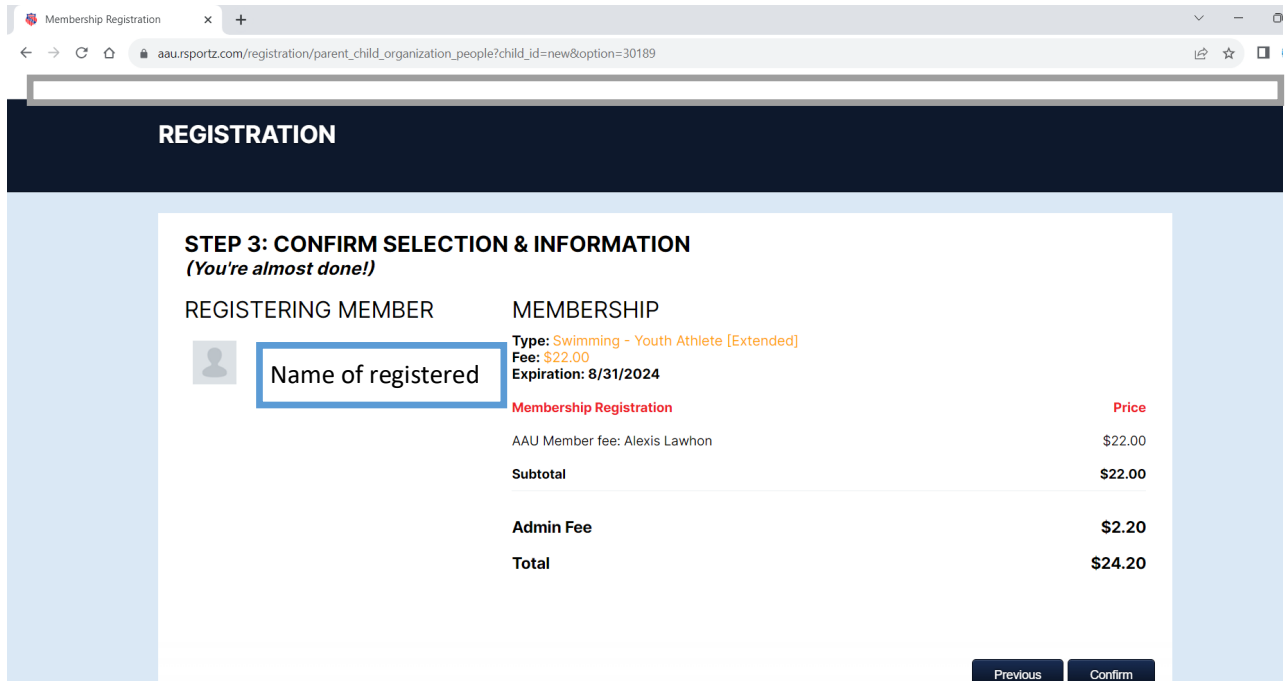 Membership Registration
aau.rsportz.com/registration/parent_child_organization_people?child_id=new&option=30189
REGISTRATION
STEP 3: CONFIRM SELECTION & INFORMATION
(You're almost done!)
REGISTERING MEMBER
Name of registered
MEMBERSHIP
Type: Swimming - Youth Athlete [Extended]
Fee: $22.00
Expiration: 8/31/2024
Membership Registration Price
AAU Member fee: Alexis Lawhon $22.00
Subtotal $22.00
Admin Fee $2.20
Total $24.20
Previous Confirm